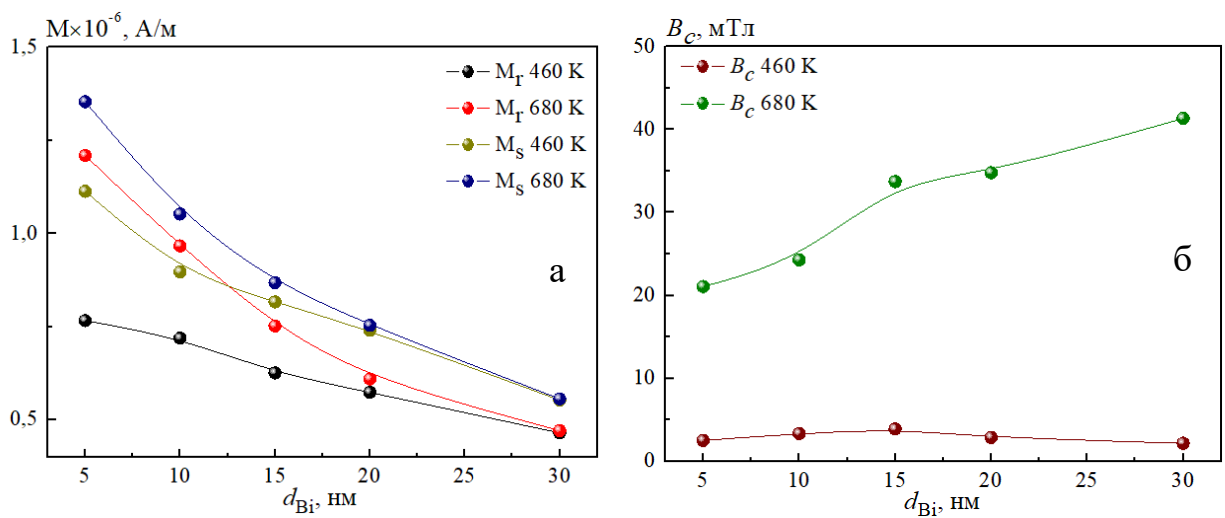 M×10⁻⁶, А/м
1,5
1,0
0,5
5 10 15 20 25 30
d_Bi, нм
M_r 460 K
M_r 680 K
M_s 460 K
M_s 680 K
а
B_c, мТл
50
40
30
20
10
0
5 10 15 20 25 30
d_Bi, нм
B_c 460 K
B_c 680 K
б